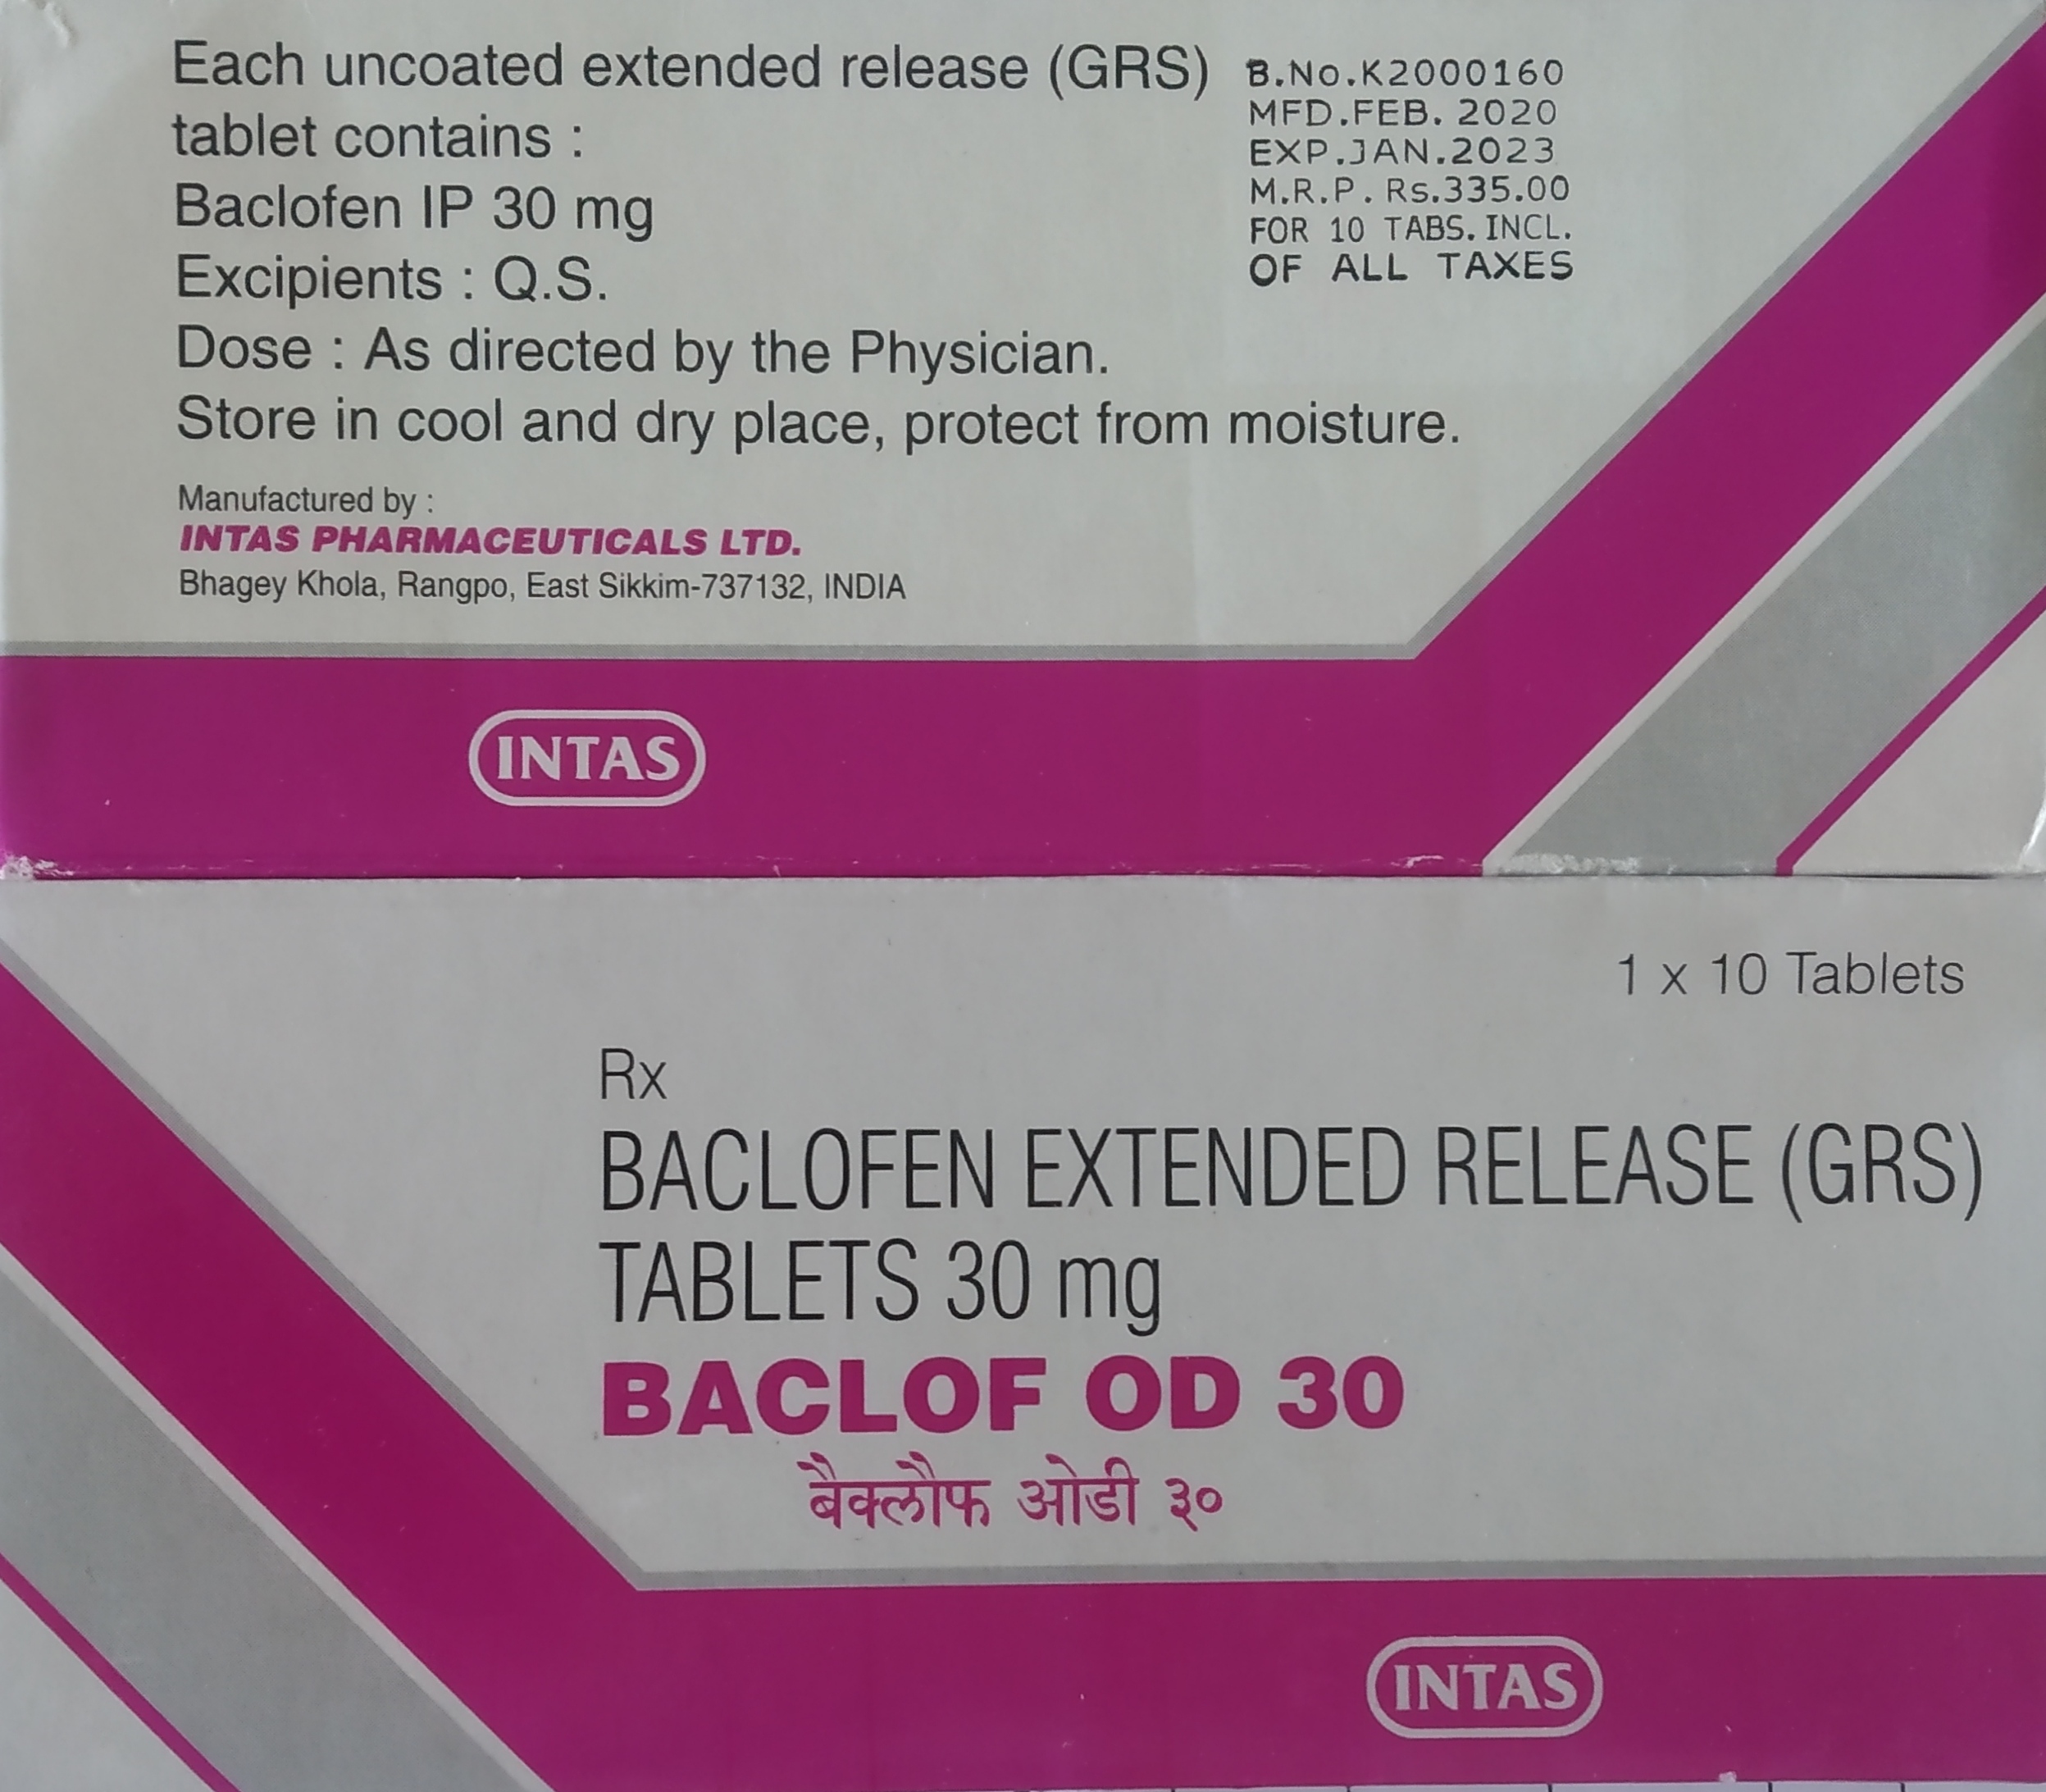 Each uncoated extended release (GRS)
tablet contains :
Baclofen IP 30 mg
Excipients : Q.S.
Dose : As directed by the Physician.
Store in cool and dry place, protect from moisture.
B.No.K2000160
MFD.FEB. 2020
EXP.JAN.2023
M.R.P. Rs.335.00
FOR 10 TABS. INCL.
OF ALL TAXES
Manufactured by :
INTAS PHARMACEUTICALS LTD.
Bhagey Khola, Rangpo, East Sikkim-737132, INDIA
INTAS
1 x 10 Tablets
Rx
BACLOFEN EXTENDED RELEASE (GRS)
TABLETS 30 mg
BACLOF OD 30
बैक्लौफ ओडी ३०
INTAS